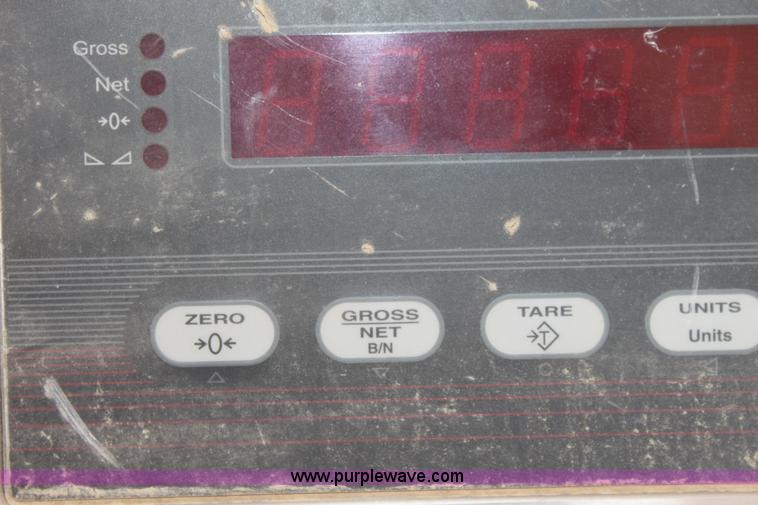 Gross
Net
→0←
ZERO
→0←
GROSS
NET
B/N
TARE
→T←
UNITS
Units
www.purplewave.com